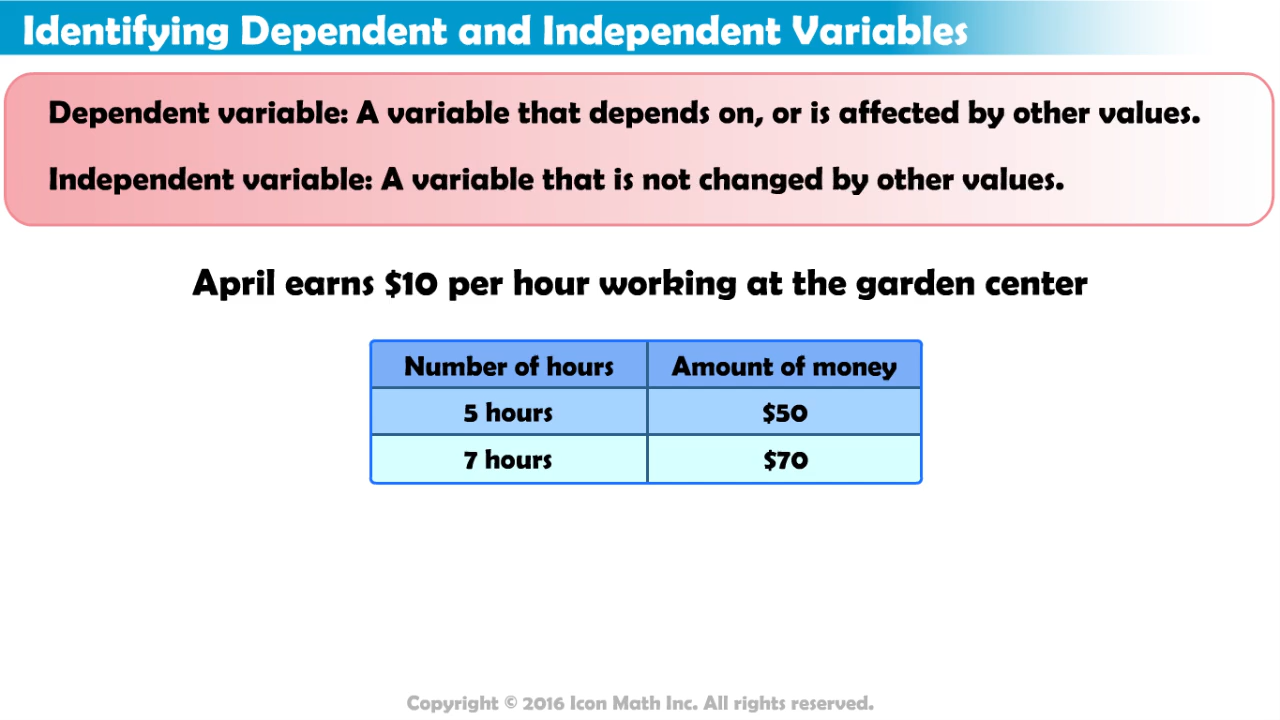 Identifying Dependent and Independent Variables
Dependent variable: A variable that depends on, or is affected by other values.
Independent variable: A variable that is not changed by other values.
April earns $10 per hour working at the garden center
Number of hours Amount of money
5 hours $50
7 hours $70
Copyright © 2016 Icon Math Inc. All rights reserved.